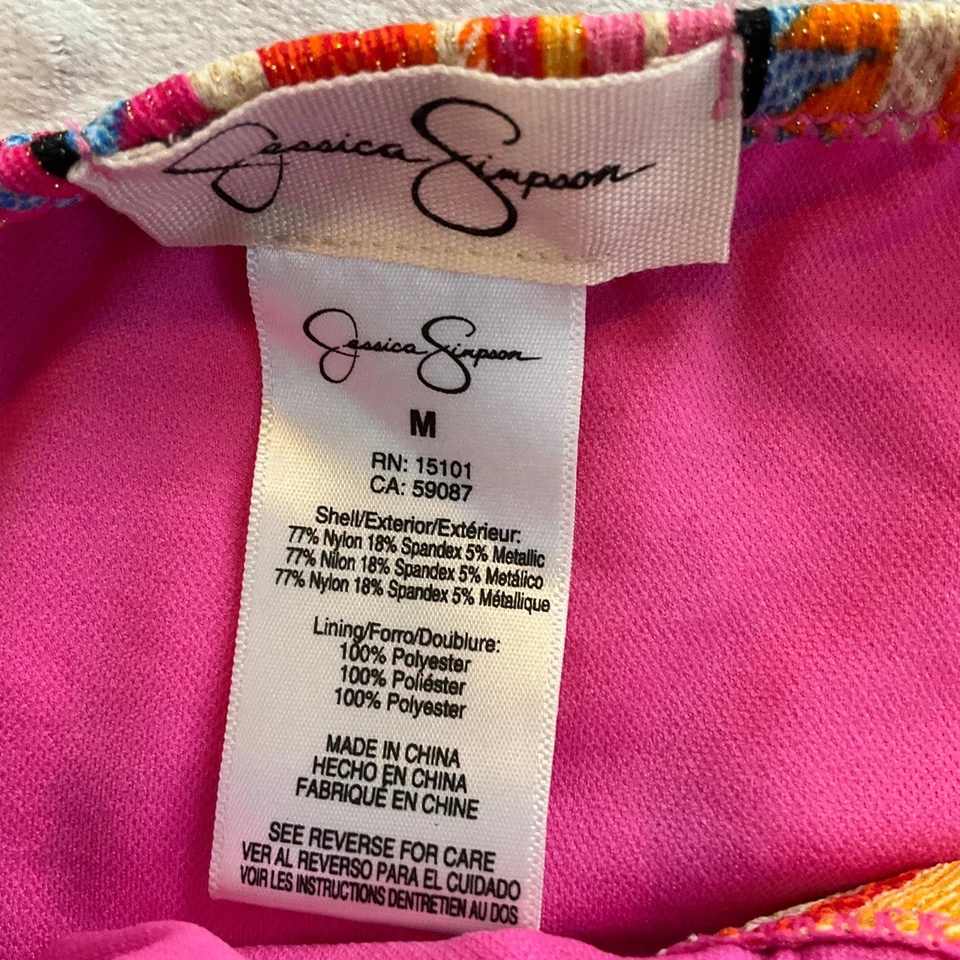 Jessica Simpson
Jessica Simpson
M
RN: 15101
CA: 59087
Shell/Exterior/Extérieur:
77% Nylon 18% Spandex 5% Metallic
77% Nilon 18% Spandex 5% Metálico
77% Nylon 18% Spandex 5% Métallique
Lining/Forro/Doublure:
100% Polyester
100% Poliéster
100% Polyester
MADE IN CHINA
HECHO EN CHINA
FABRIQUÉ EN CHINE
SEE REVERSE FOR CARE
VER AL REVERSO PARA EL CUIDADO
VOIR LES INSTRUCTIONS DENTRETIEN AU DOS